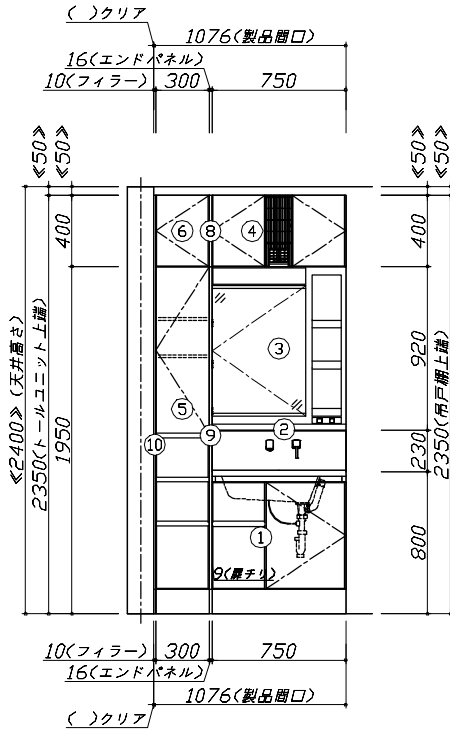 ( )クリア
1076(製品間口)
16(エンドパネル)
10(フィラー) 300 750
≪50≫
≪50≫
400
≪2400≫(天井高さ)
2350(トールユニット上端)
1950
≪50≫
≪50≫
400
920
230
800
2350(吊戸棚上端)
⑥
⑧
④
③
⑤
②
⑨
⑩
①
9(扉チリ)
10(フィラー) 300 750
16(エンドパネル)
1076(製品間口)
( )クリア